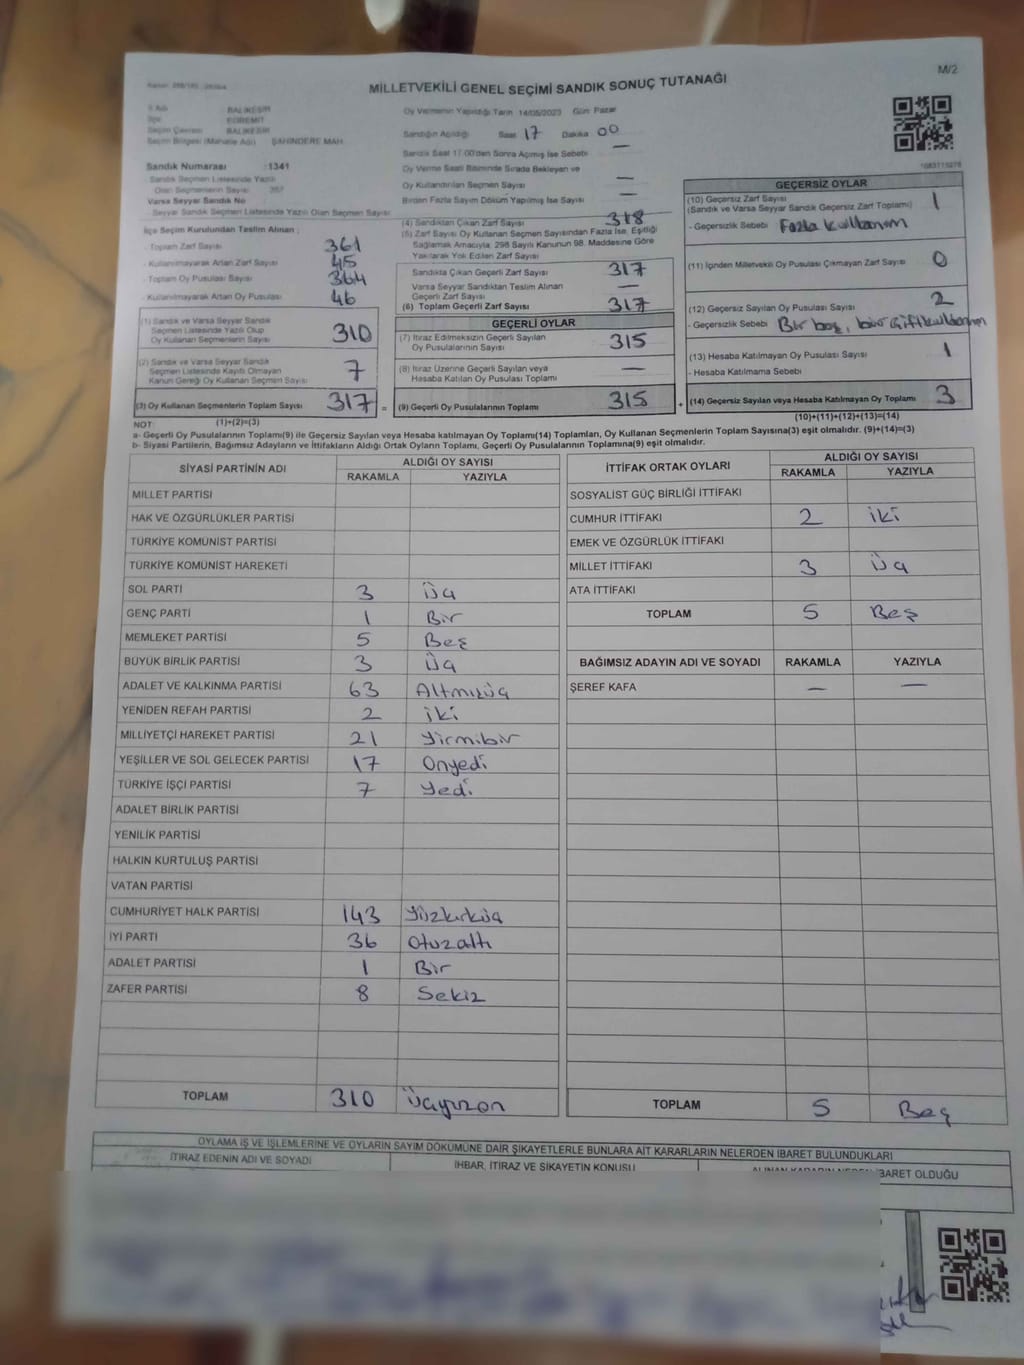 M/2
MİLLETVEKİLİ GENEL SEÇİMİ SANDIK SONUÇ TUTANAĞI
İl Adı BALIKESİR
İlçe EDREMİT
Seçim Çevresi BALIKESİR
Seçim Bölgesi (Mahalle Adı) ŞAHİNDERE MAH.
Sandık Numarası :1341
- Sandık Seçmen Listesinde Yazılı
Olan Seçmenlerin Sayısı 357
Varsa Seyyar Sandık No
- Seyyar Sandık Seçmen Listesinde Yazılı Olan Seçmen Sayısı
İlçe Seçim Kurulundan Teslim Alınan ;
- Toplam Zarf Sayısı 361
- Kullanılmayarak Artan Zarf Sayısı 45
- Toplam Oy Pusulası Sayısı 364
- Kullanılmayarak Artan Oy Pusulası 46
(1) Sandık ve Varsa Seyyar Sandık
Seçmen Listesinde Yazılı Olup
Oy Kullanan Seçmenlerin Sayısı 310
(2) Sandık ve Varsa Seyyar Sandık
Seçmen Listesinde Kayıtlı Olmayan
Kanun Gereği Oy Kullanan Seçmen Sayısı 7
(3) Oy Kullanan Seçmenlerin Toplam Sayısı 317 =
(1)+(2)=(3)
Oy Vermenin Yapıldığı Tarih 14/05/2023 Gün: Pazar
Sandığın Açıldığı Saat 17 Dakika 00
Sandık Saat 17.00'den Sonra Açılmış İse Sebebi —
Oy Verme Saati Bitiminde Sırada Bekleyen ve
Oy Kullandırılan Seçmen Sayısı —
Birden Fazla Sayım Döküm Yapılmış İse Sayısı —
(4) Sandıktan Çıkan Zarf Sayısı 318
(5) Zarf Sayısı Oy Kullanan Seçmen Sayısından Fazla İse, Eşitliği
Sağlamak Amacıyla, 298 Sayılı Kanunun 98. Maddesine Göre
Yakılarak Yok Edilen Zarf Sayısı
Sandıkta Çıkan Geçerli Zarf Sayısı 317
Varsa Seyyar Sandıktan Teslim Alınan
Geçerli Zarf Sayısı —
(6) Toplam Geçerli Zarf Sayısı 317
GEÇERLİ OYLAR
(7) İtiraz Edilmeksizin Geçerli Sayılan
Oy Pusulalarının Sayısı 315
(8) İtiraz Üzerine Geçerli Sayılan veya
Hesaba Katılan Oy Pusulası Toplamı —
(9) Geçerli Oy Pusulalarının Toplamı 315 +
GEÇERSİZ OYLAR
(10) Geçersiz Zarf Sayısı
(Sandık ve Varsa Seyyar Sandık Geçersiz Zarf Toplamı) 1
- Geçersizlik Sebebi Fazla kullanım
(11) İçinden Milletvekili Oy Pusulası Çıkmayan Zarf Sayısı 0
(12) Geçersiz Sayılan Oy Pusulası Sayısı 2
- Geçersizlik Sebebi Bir boş, bir çift kullanım
(13) Hesaba Katılmayan Oy Pusulası Sayısı 1
- Hesaba Katılmama Sebebi
(14) Geçersiz Sayılan veya Hesaba Katılmayan Oy Toplamı 3
(10)+(11)+(12)+(13)=(14)
NOT:
a- Geçerli Oy Pusulalarının Toplamı(9) ile Geçersiz Sayılan veya Hesaba katılmayan Oy Toplamı(14) Toplamları, Oy Kullanan Seçmenlerin Toplam Sayısına(3) eşit olmalıdır. (9)+(14)=(3)
b- Siyasi Partilerin, Bağımsız Adayların ve İttifakların Aldığı Ortak Oyların Toplamı, Geçerli Oy Pusulalarının Toplamına(9) eşit olmalıdır.
SİYASİ PARTİNİN ADI ALDIĞI OY SAYISI
RAKAMLA YAZIYLA
MİLLET PARTİSİ
HAK VE ÖZGÜRLÜKLER PARTİSİ
TÜRKİYE KOMÜNİST PARTİSİ
TÜRKİYE KOMÜNİST HAREKETİ
SOL PARTİ 3 Üç
GENÇ PARTİ 1 Bir
MEMLEKET PARTİSİ 5 Beş
BÜYÜK BİRLİK PARTİSİ 3 Üç
ADALET VE KALKINMA PARTİSİ 63 Altmışüç
YENİDEN REFAH PARTİSİ 2 iki
MİLLİYETÇİ HAREKET PARTİSİ 21 Yirmibir
YEŞİLLER VE SOL GELECEK PARTİSİ 17 Onyedi
TÜRKİYE İŞÇİ PARTİSİ 7 Yedi
ADALET BİRLİK PARTİSİ
YENİLİK PARTİSİ
HALKIN KURTULUŞ PARTİSİ
VATAN PARTİSİ
CUMHURİYET HALK PARTİSİ 143 Yüzkırküç
İYİ PARTİ 36 Otuzaltı
ADALET PARTİSİ 1 Bir
ZAFER PARTİSİ 8 Sekiz
TOPLAM 310 Üçyüzon
İTTİFAK ORTAK OYLARI ALDIĞI OY SAYISI
RAKAMLA YAZIYLA
SOSYALİST GÜÇ BİRLİĞİ İTTİFAKI
CUMHUR İTTİFAKI 2 iki
EMEK VE ÖZGÜRLÜK İTTİFAKI
MİLLET İTTİFAKI 3 Üç
ATA İTTİFAKI
TOPLAM 5 Beş
BAĞIMSIZ ADAYIN ADI VE SOYADI RAKAMLA YAZIYLA
ŞEREF KAFA — —
TOPLAM 5 Beş
OYLAMA İŞ VE İŞLEMLERİNE VE OYLARIN SAYIM DÖKÜMÜNE DAİR ŞİKAYETLERLE BUNLARA AİT KARARLARIN NELERDEN İBARET BULUNDUKLARI
İTİRAZ EDENİN ADI VE SOYADI İHBAR, İTİRAZ VE ŞİKAYETİN KONUSU ALINAN KARARIN NEDEN İBARET OLDUĞU